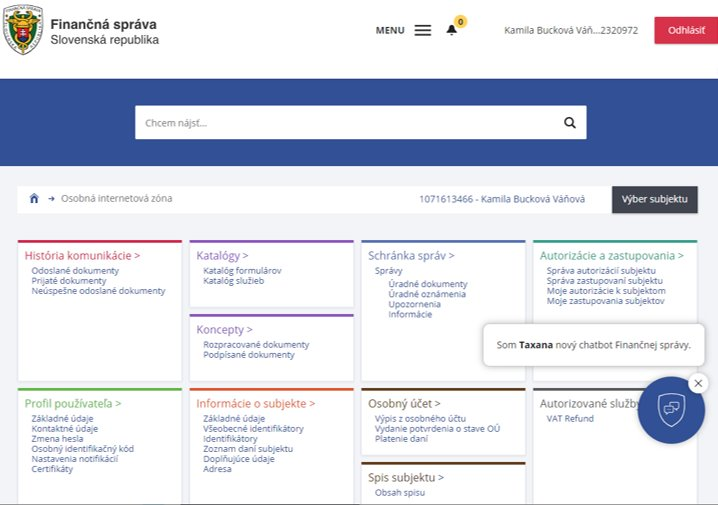 Finančná správa
Slovenská republika
MENU
0
Kamila Bucková Váň...2320972
Odhlásiť
Chcem nájsť...
Osobná internetová zóna
1071613466 - Kamila Bucková Váňová
Výber subjektu
História komunikácie >
Odoslané dokumenty
Prijaté dokumenty
Neúspešne odoslané dokumenty
Katalógy >
Katalóg formulárov
Katalóg služieb
Koncepty >
Rozpracované dokumenty
Podpísané dokumenty
Schránka správ >
Správy
Úradné dokumenty
Úradné oznámenia
Upozornenia
Informácie
Autorizácie a zastupovania >
Správa autorizácií subjektu
Správa zastupovaní subjektu
Moje autorizácie k subjektom
Moje zastupovania subjektov
Som Taxana nový chatbot Finančnej správy.
Profil používateľa >
Základné údaje
Kontaktné údaje
Zmena hesla
Osobný identifikačný kód
Nastavenia notifikácií
Certifikáty
Informácie o subjekte >
Základné údaje
Všeobecné identifikátory
Identifikátory
Zoznam daní subjektu
Doplňujúce údaje
Adresa
Osobný účet >
Výpis z osobného účtu
Vydanie potvrdenia o stave OÚ
Platenie daní
Spis subjektu >
Obsah spisu
Autorizované služby
VAT Refund